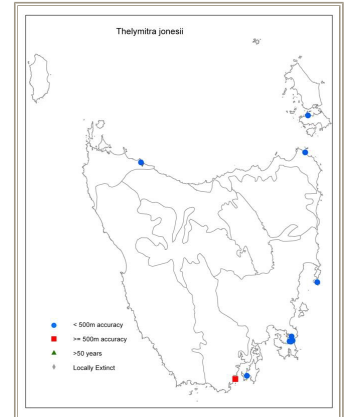 Thelymitra jonesii
< 500m accuracy
>= 500m accuracy
>50 years
Locally Extinct